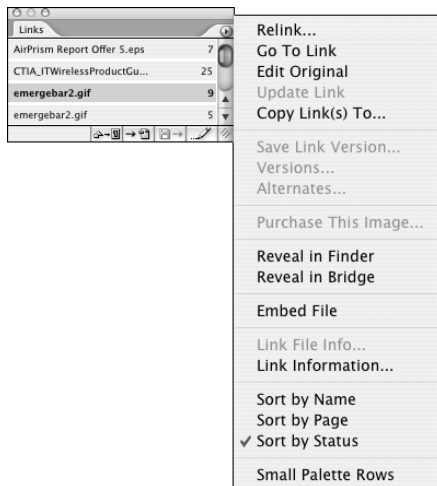 Links
AirPrism Report Offer 5.eps 7
CTIA_ITWirelessProductGu... 25
emergebar2.gif 9
emergebar2.gif 5
Relink...
Go To Link
Edit Original
Update Link
Copy Link(s) To...
Save Link Version...
Versions...
Alternates...
Purchase This Image...
Reveal in Finder
Reveal in Bridge
Embed File
Link File Info...
Link Information...
Sort by Name
Sort by Page
Sort by Status
Small Palette Rows